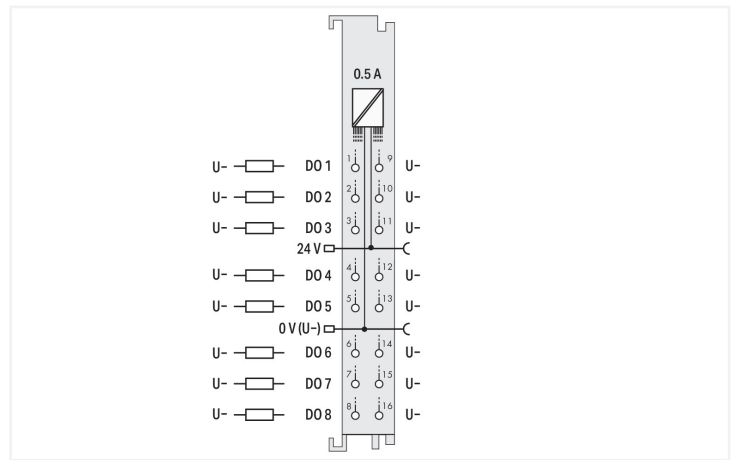 0.5 A
U- DO 1 1 9 U-
U- DO 2 2 10 U-
U- DO 3 3 11 U-
24 V
U- DO 4 4 12 U-
U- DO 5 5 13 U-
0 V (U-)
U- DO 6 6 14 U-
U- DO 7 7 15 U-
U- DO 8 8 16 U-